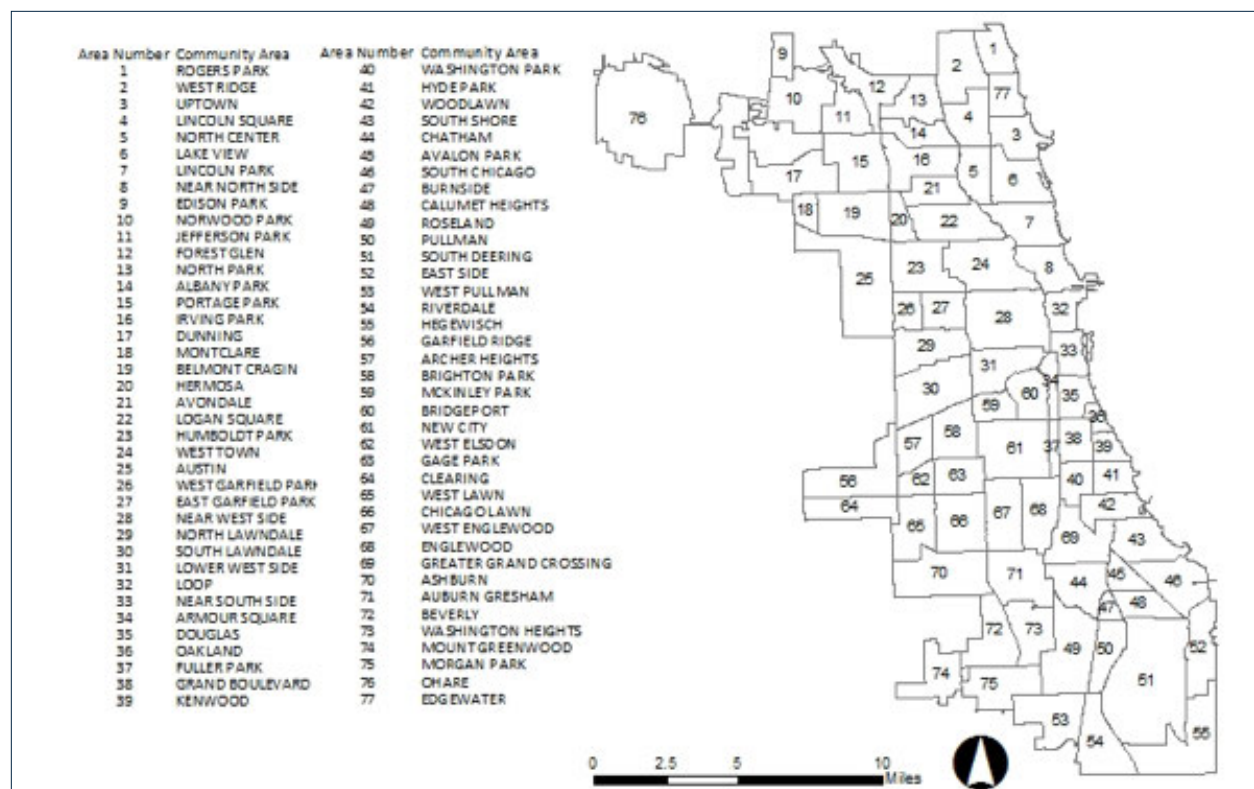 Area Number Community Area
1 ROGERS PARK
2 WEST RIDGE
3 UPTOWN
4 LINCOLN SQUARE
5 NORTH CENTER
6 LAKE VIEW
7 LINCOLN PARK
8 NEAR NORTH SIDE
9 EDISON PARK
10 NORWOOD PARK
11 JEFFERSON PARK
12 FOREST GLEN
13 NORTH PARK
14 ALBANY PARK
15 PORTAGE PARK
16 IRVING PARK
17 DUNNING
18 MONTCLARE
19 BELMONT CRAGIN
20 HERMOSA
21 AVONDALE
22 LOGAN SQUARE
23 HUMBOLDT PARK
24 WEST TOWN
25 AUSTIN
26 WEST GARFIELD PARK
27 EAST GARFIELD PARK
28 NEAR WEST SIDE
29 NORTH LAWNDALE
30 SOUTH LAWNDALE
31 LOWER WEST SIDE
32 LOOP
33 NEAR SOUTH SIDE
34 ARMOUR SQUARE
35 DOUGLAS
36 OAKLAND
37 FULLER PARK
38 GRAND BOULEVARD
39 KENWOOD
Area Number Community Area
40 WASHINGTON PARK
41 HYDE PARK
42 WOODLAWN
43 SOUTH SHORE
44 CHATHAM
45 AVALON PARK
46 SOUTH CHICAGO
47 BURNSIDE
48 CALUMET HEIGHTS
49 ROSELAND
50 PULLMAN
51 SOUTH DEERING
52 EAST SIDE
53 WEST PULLMAN
54 RIVERDALE
55 HEGEWISCH
56 GARFIELD RIDGE
57 ARCHER HEIGHTS
58 BRIGHTON PARK
59 MCKINLEY PARK
60 BRIDGEPORT
61 NEW CITY
62 WEST ELSDON
63 GAGE PARK
64 CLEARING
65 WEST LAWN
66 CHICAGO LAWN
67 WEST ENGLEWOOD
68 ENGLEWOOD
69 GREATER GRAND CROSSING
70 ASHBURN
71 AUBURN GRESHAM
72 BEVERLY
73 WASHINGTON HEIGHTS
74 MOUNT GREENWOOD
75 MORGAN PARK
76 OHARE
77 EDGEWATER
1
9
2
12
77
10
13
76
11
4
3
14
15
16
5
17
6
21
18
19
20
22
7
23
24
8
25
26
27
32
28
29
33
31
34
30
35
60
59
36
58
38
57
61
37
39
63
40
41
56
62
64
42
67
68
65
66
69
43
70
71
44
45
46
47
48
72
73
49
50
52
74
75
51
53
55
54
0 2.5 5 10
Miles